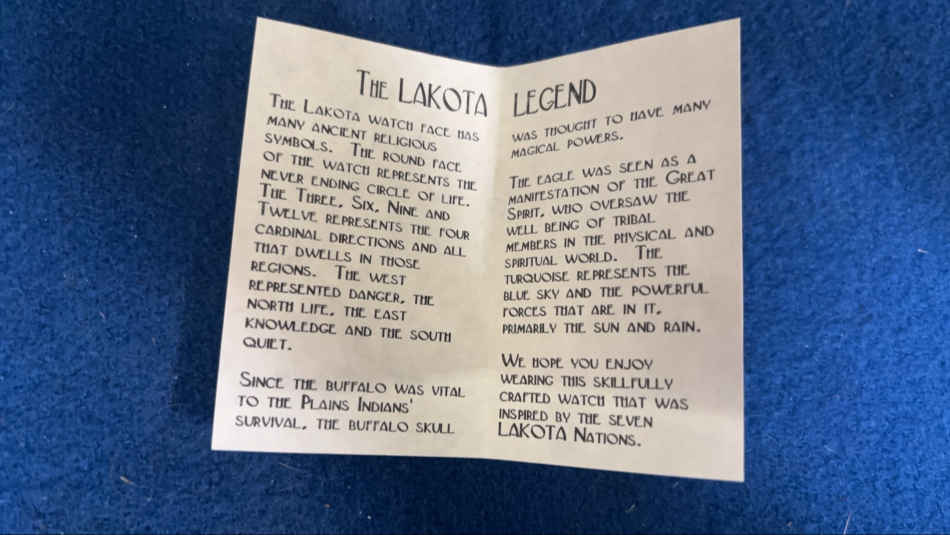 THE LAKOTA LEGEND
THE LAKOTA WATCH FACE HAS
MANY ANCIENT RELIGIOUS
SYMBOLS. THE ROUND FACE
OF THE WATCH REPRESENTS THE
NEVER ENDING CIRCLE OF LIFE.
THE THREE, SIX, NINE AND
TWELVE REPRESENTS THE FOUR
CARDINAL DIRECTIONS AND ALL
THAT DWELLS IN THOSE
REGIONS. THE WEST
REPRESENTED DANGER, THE
NORTH LIFE, THE EAST
KNOWLEDGE AND THE SOUTH
QUIET.
SINCE THE BUFFALO WAS VITAL
TO THE PLAINS INDIANS'
SURVIVAL, THE BUFFALO SKULL
WAS THOUGHT TO HAVE MANY
MAGICAL POWERS.
THE EAGLE WAS SEEN AS A
MANIFESTATION OF THE GREAT
SPIRIT, WHO OVERSAW THE
WELL BEING OF TRIBAL
MEMBERS IN THE PHYSICAL AND
SPIRITUAL WORLD. THE
TURQUOISE REPRESENTS THE
BLUE SKY AND THE POWERFUL
FORCES THAT ARE IN IT,
PRIMARILY THE SUN AND RAIN.
WE HOPE YOU ENJOY
WEARING THIS SKILLFULLY
CRAFTED WATCH THAT WAS
INSPIRED BY THE SEVEN
LAKOTA NATIONS.